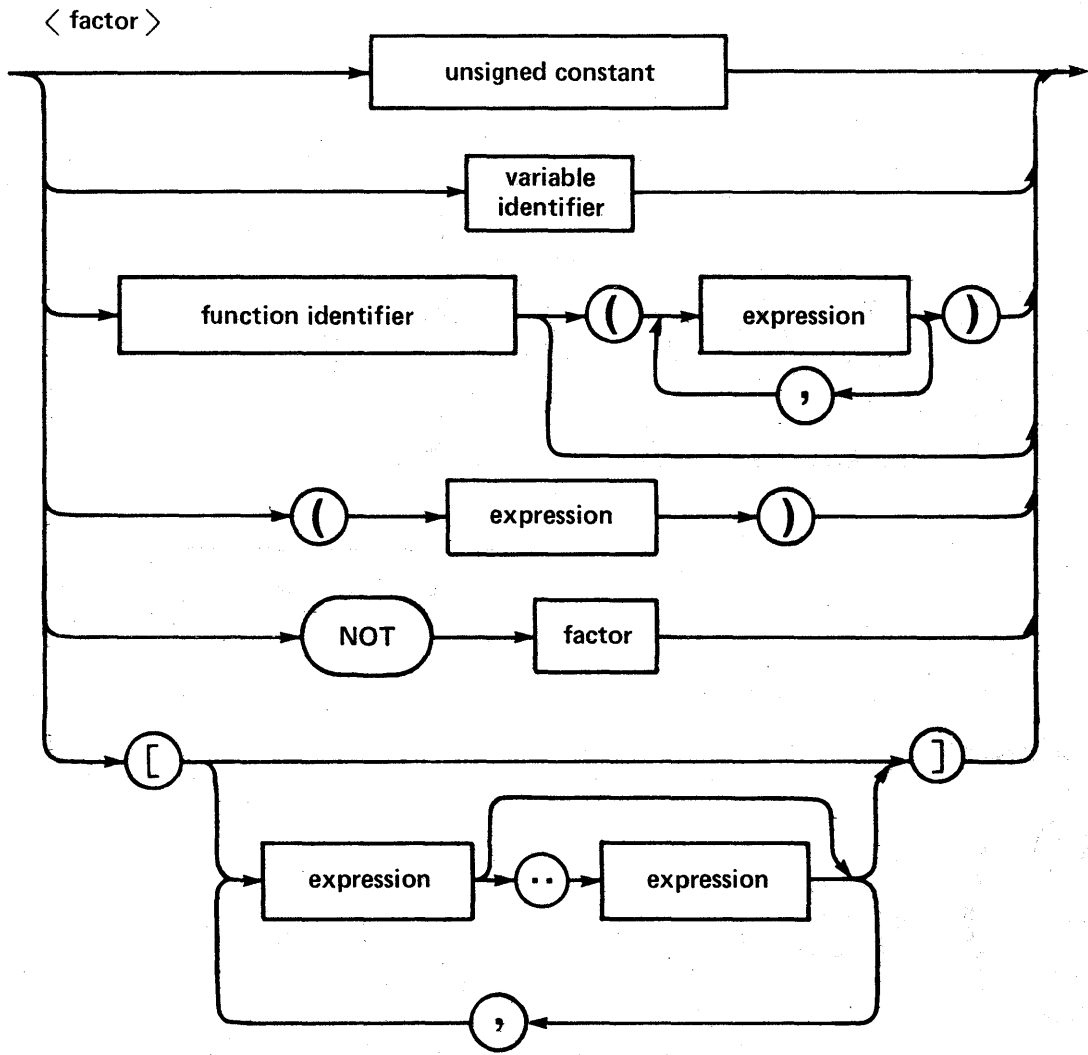 〈 factor 〉
unsigned constant
variable
identifier
function identifier ( expression )
,
( expression )
NOT factor
[ ]
expression .. expression
,